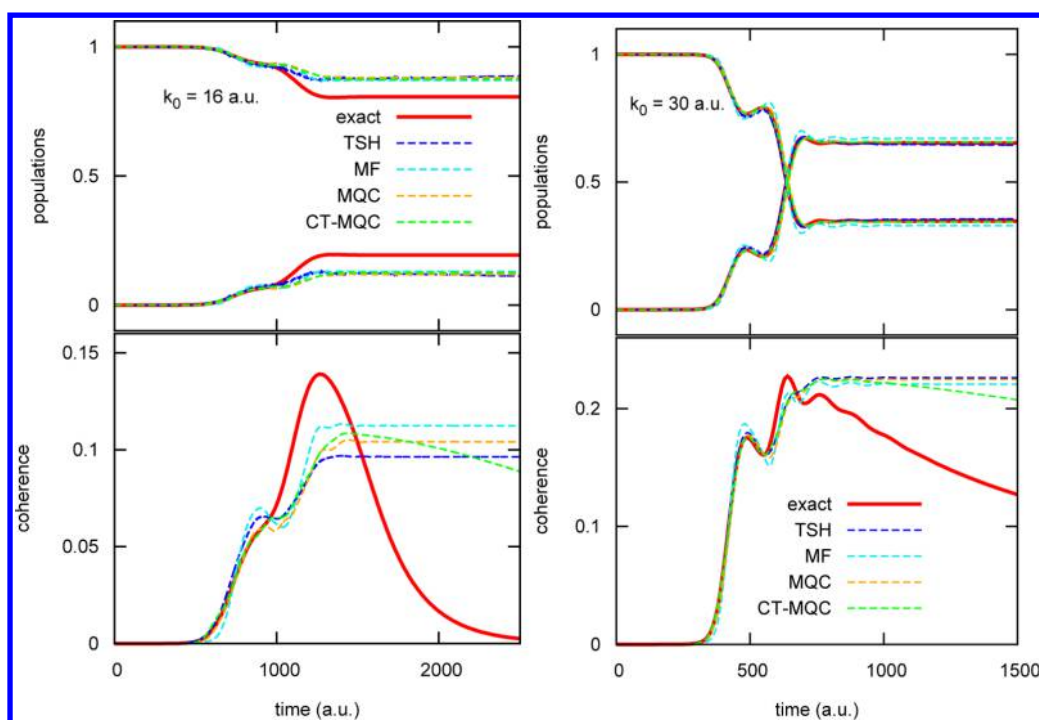 1
0.5
0
populations
k0 = 16 a.u.
exact
TSH
MF
MQC
CT-MQC
0.15
0.1
0.05
0
coherence
0
1000
2000
time (a.u.)
1
0.5
0
populations
k0 = 30 a.u.
0.2
0.1
0
coherence
exact
TSH
MF
MQC
CT-MQC
0
500
1000
1500
time (a.u.)